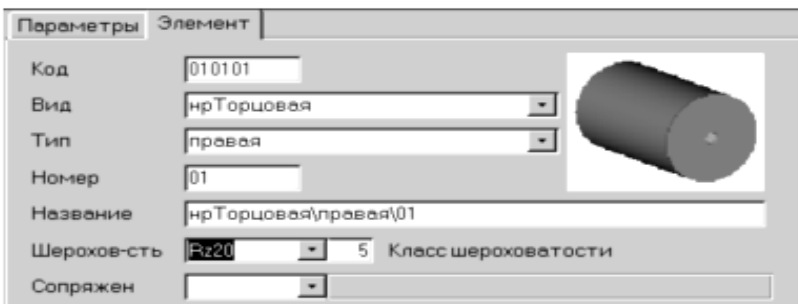 Параметры Элемент
Код 010101
Вид нрТорцовая
Тип правая
Номер 01
Название нрТорцовая\правая\01
Шерохов-сть Rz20 5 Класс шероховатости
Сопряжен